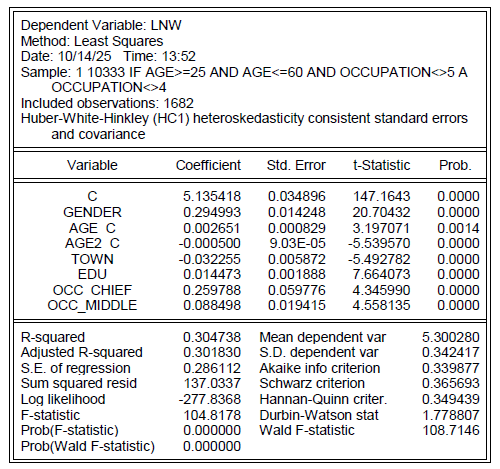 Dependent Variable: LNW
Method: Least Squares
Date: 10/14/25 Time: 13:52
Sample: 1 10333 IF AGE>=25 AND AGE<=60 AND OCCUPATION<>5 A
OCCUPATION<>4
Included observations: 1682
Huber-White-Hinkley (HC1) heteroskedasticity consistent standard errors
and covariance
Variable Coefficient Std. Error t-Statistic Prob.
C 5.135418 0.034896 147.1643 0.0000
GENDER 0.294993 0.014248 20.70432 0.0000
AGE_C 0.002651 0.000829 3.197071 0.0014
AGE2_C -0.000500 9.03E-05 -5.539570 0.0000
TOWN -0.032255 0.005872 -5.492782 0.0000
EDU 0.014473 0.001888 7.664073 0.0000
OCC_CHIEF 0.259788 0.059776 4.345990 0.0000
OCC_MIDDLE 0.088498 0.019415 4.558135 0.0000
R-squared 0.304738 Mean dependent var 5.300280
Adjusted R-squared 0.301830 S.D. dependent var 0.342417
S.E. of regression 0.286112 Akaike info criterion 0.339877
Sum squared resid 137.0337 Schwarz criterion 0.365693
Log likelihood -277.8368 Hannan-Quinn criter. 0.349439
F-statistic 104.8178 Durbin-Watson stat 1.778807
Prob(F-statistic) 0.000000 Wald F-statistic 108.7146
Prob(Wald F-statistic) 0.000000